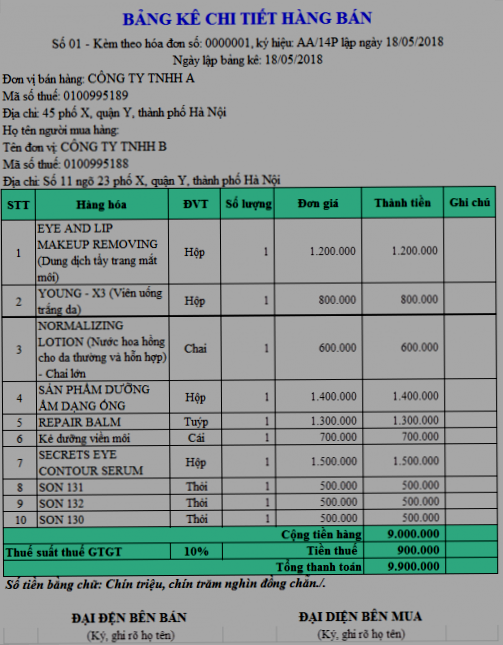 BẢNG KÊ CHI TIẾT HÀNG BÁN
Số 01 - Kèm theo hóa đơn số: 0000001, ký hiệu: AA/14P lập ngày 18/05/2018
Ngày lập bảng kê: 18/05/2018
Đơn vị bán hàng: CÔNG TY TNHH A
Mã số thuế: 0100995189
Địa chỉ: 45 phố X, quận Y, thành phố Hà Nội
Họ tên người mua hàng:
Tên đơn vị: CÔNG TY TNHH B
Mã số thuế: 0100995188
Địa chỉ: Số 11 ngõ 23 phố X, quận Y, thành phố Hà Nội
STT Hàng hóa ĐVT Số lượng Đơn giá Thành tiền Ghi chú
EYE AND LIP
MAKEUP REMOVING
1 (Dung dịch tẩy trang mắt Hộp 1 1.200.000 1.200.000
môi)
2 YOUNG - X3 (Viên uống Hộp 1 800.000 800.000
trắng da)
NORMALIZING
LOTION (Nước hoa hồng
3 cho da thường và hỗn hợp) Chai 1 600.000 600.000
- Chai lớn
4 SẢN PHẨM DƯỠNG Hộp 1 1.400.000 1.400.000
ẨM DẠNG ỐNG
5 REPAIR BALM Tuýp 1 1.300.000 1.300.000
6 Kẻ dưỡng viền môi Cái 1 700.000 700.000
7 SECRETS EYE Hộp 1 1.500.000 1.500.000
CONTOUR SERUM
8 SON 131 Thỏi 1 500.000 500.000
9 SON 132 Thỏi 1 500.000 500.000
10 SON 130 Thỏi 1 500.000 500.000
Cộng tiền hàng 9.000.000
Thuế suất thuế GTGT 10% Tiền thuế 900.000
Tổng thanh toán 9.900.000
Số tiền bằng chữ: Chín triệu, chín trăm nghìn đồng chẵn./.
ĐẠI ĐỆN BÊN BÁN ĐẠI DIỆN BÊN MUA
(Ký, ghi rõ họ tên) (Ký, ghi rõ họ tên)